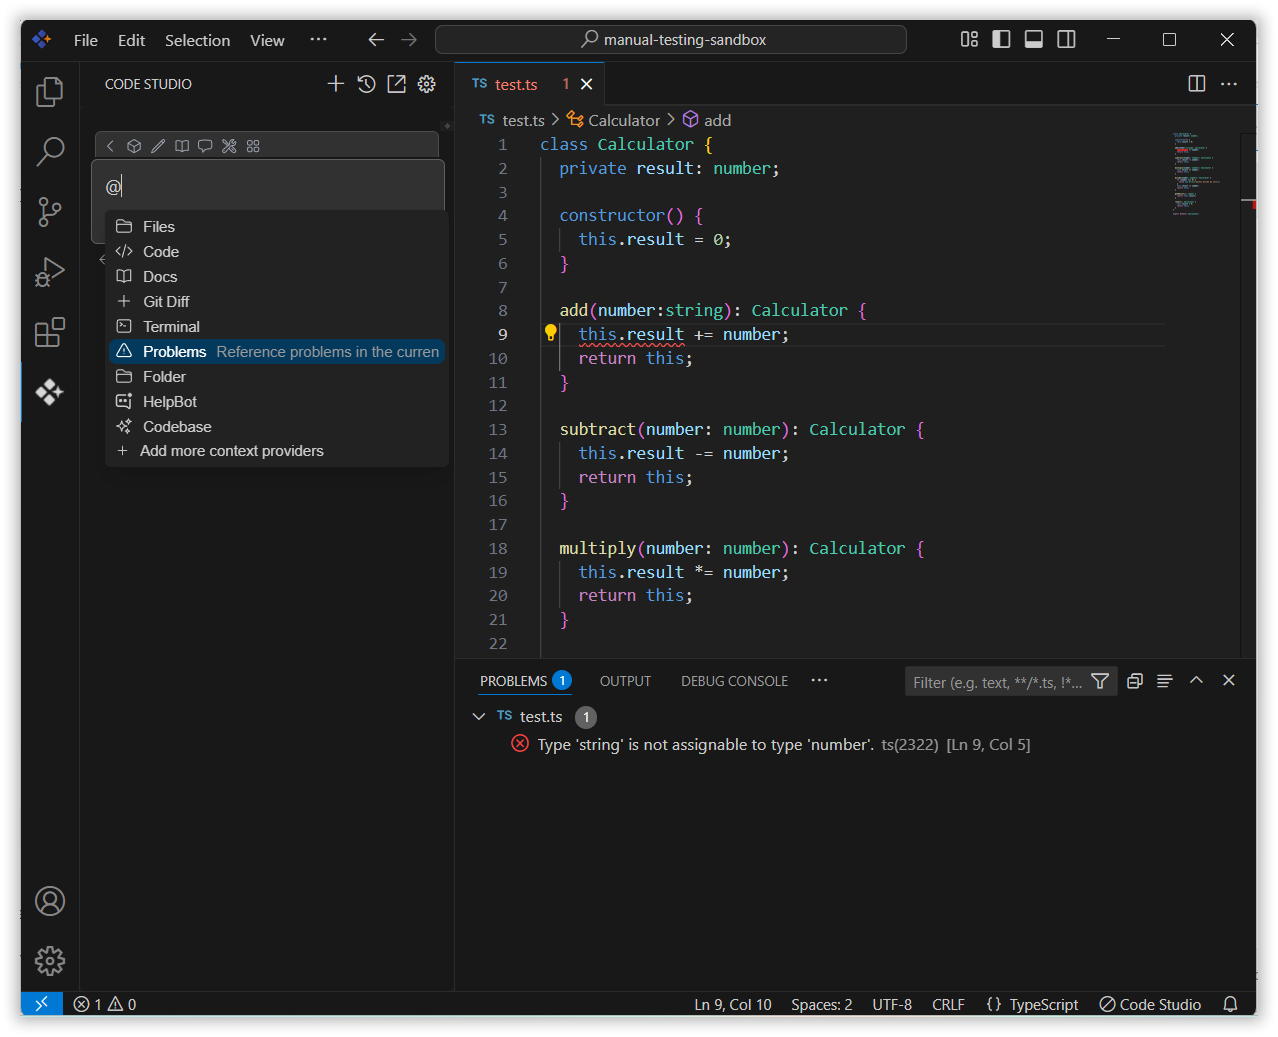 File Edit Selection View ··· manual-testing-sandbox
CODE STUDIO
@
Files
Code
Docs
Git Diff
Terminal
Problems Reference problems in the curren
Folder
HelpBot
Codebase
Add more context providers
TS test.ts 1
TS test.ts > Calculator > add
1 class Calculator {
2 private result: number;
3
4 constructor() {
5 this.result = 0;
6 }
7
8 add(number:string): Calculator {
9 this.result += number;
10 return this;
11 }
12
13 subtract(number: number): Calculator {
14 this.result -= number;
15 return this;
16 }
17
18 multiply(number: number): Calculator {
19 this.result *= number;
20 return this;
21 }
22
PROBLEMS 1 OUTPUT DEBUG CONSOLE ··· Filter (e.g. text, **/*.ts, !*...
TS test.ts 1
Type 'string' is not assignable to type 'number'. ts(2322) [Ln 9, Col 5]
1 0 Ln 9, Col 10 Spaces: 2 UTF-8 CRLF {} TypeScript Code Studio